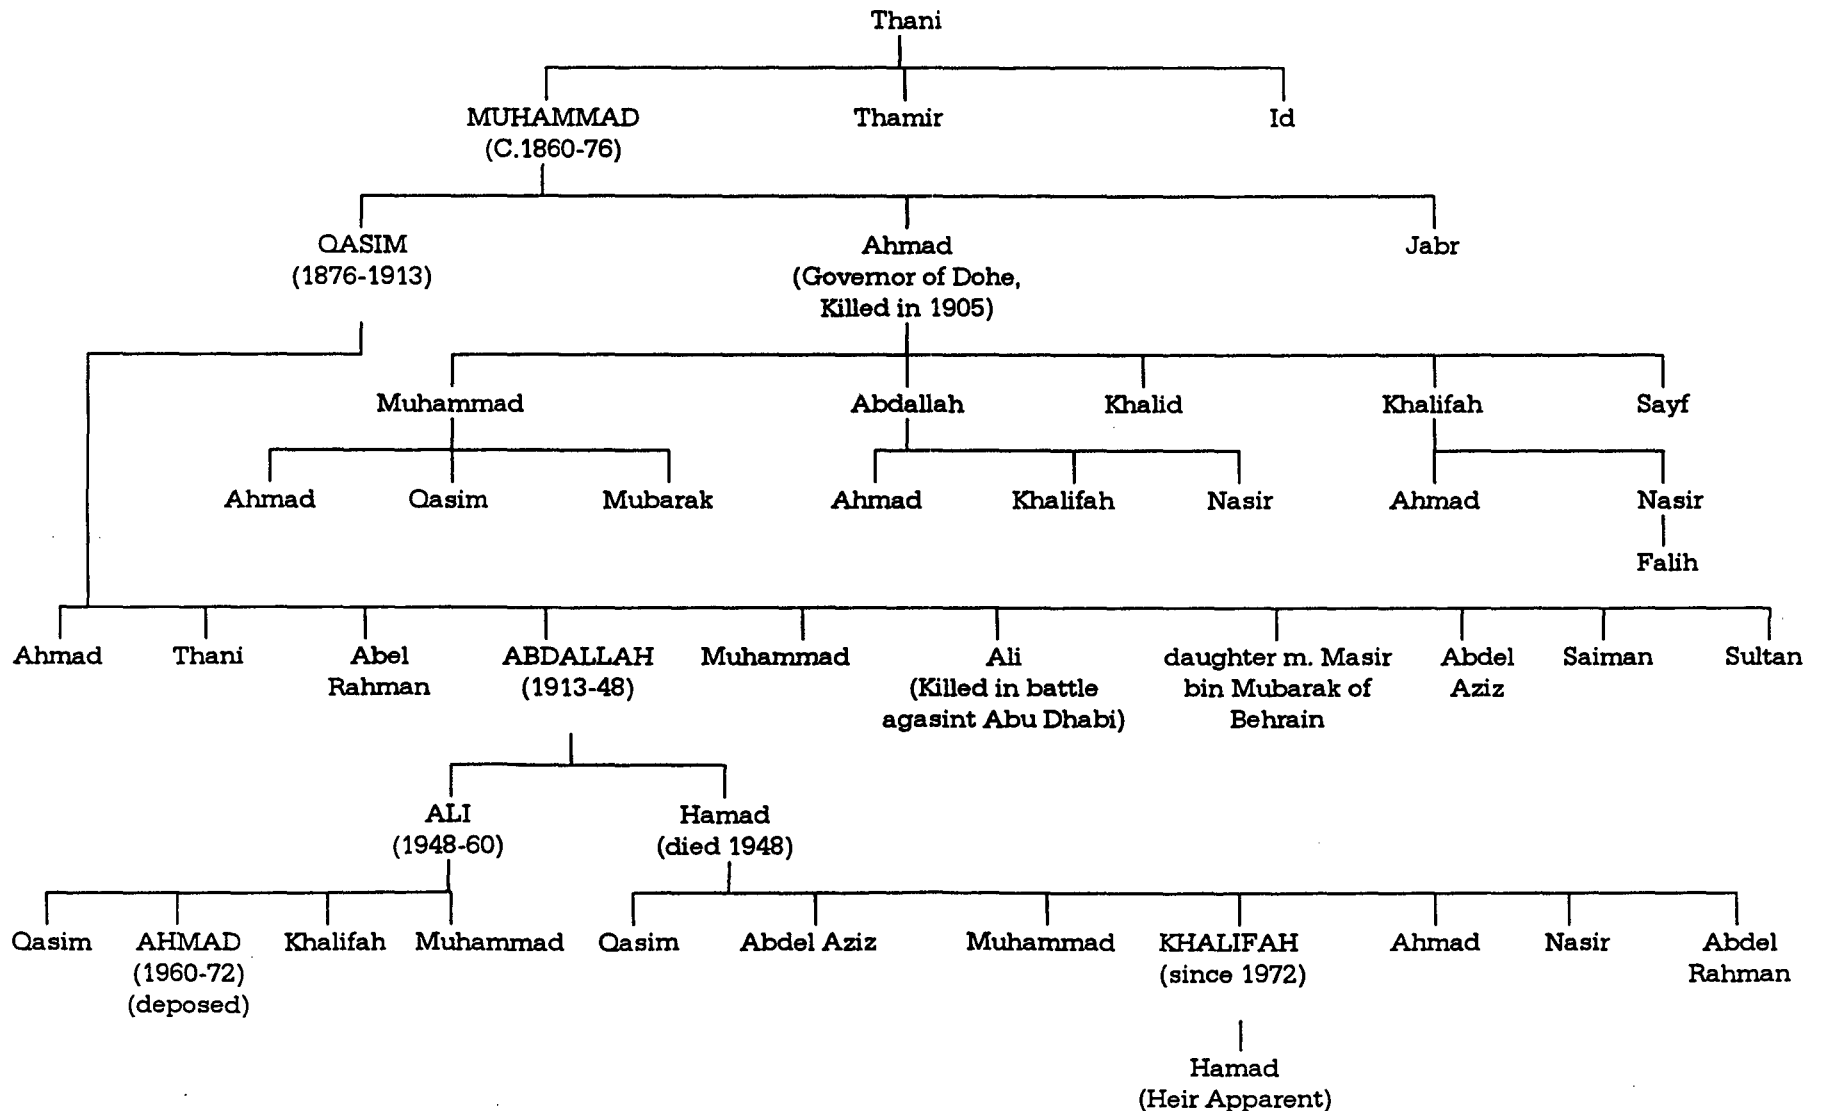 Thani
MUHAMMAD
(C.1860-76)
Thamir
Id
QASIM
(1876-1913)
Ahmad
(Governor of Dohe,
Killed in 1905)
Jabr
Muhammad
Abdallah
Khalid
Khalifah
Sayf
Ahmad
Qasim
Mubarak
Ahmad
Khalifah
Nasir
Ahmad
Nasir
Falih
Ahmad
Thani
Abel
Rahman
ABDALLAH
(1913-48)
Muhammad
Ali
(Killed in battle
agasint Abu Dhabi)
daughter m. Masir
bin Mubarak of
Behrain
Abdel
Aziz
Saiman
Sultan
ALI
(1948-60)
Hamad
(died 1948)
Qasim
AHMAD
(1960-72)
(deposed)
Khalifah
Muhammad
Qasim
Abdel Aziz
Muhammad
KHALIFAH
(since 1972)
Ahmad
Nasir
Abdel
Rahman
Hamad
(Heir Apparent)